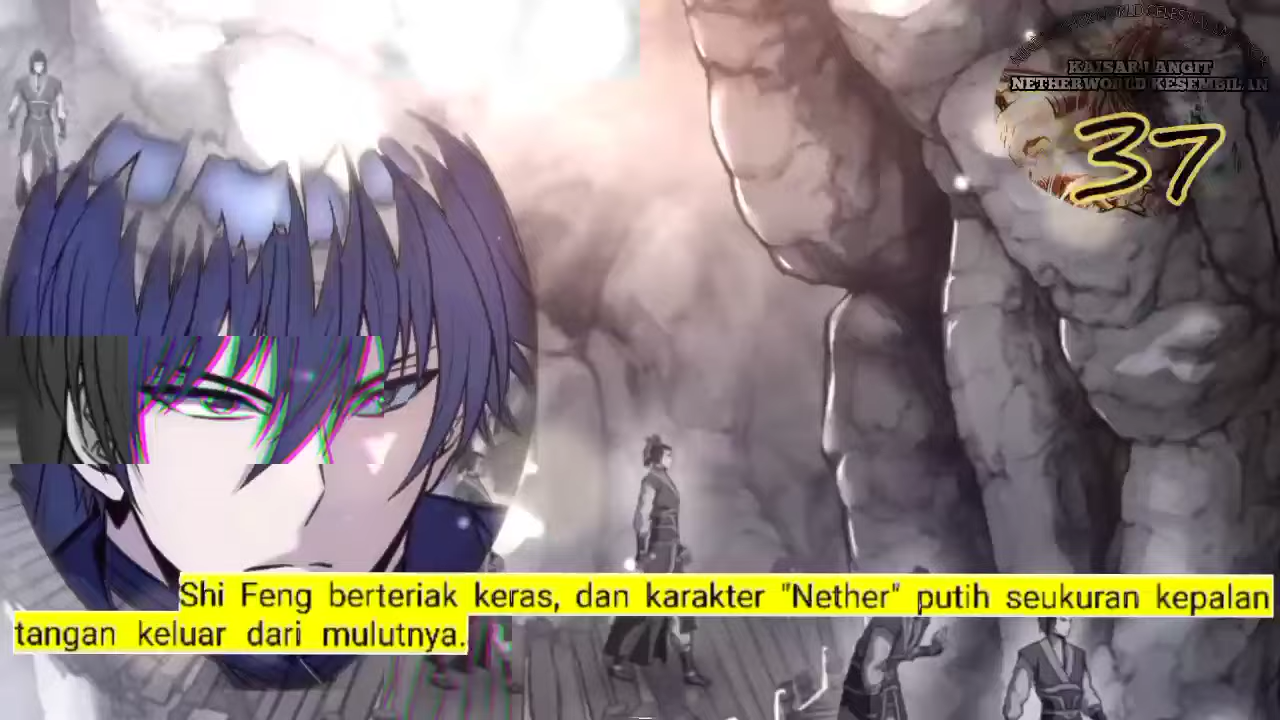 KAISAR LANGIT
NETHERWORLD KESEMBILAN
37
Shi Feng berteriak keras, dan karakter "Nether" putih seukuran kepalan
tangan keluar dari mulutnya.